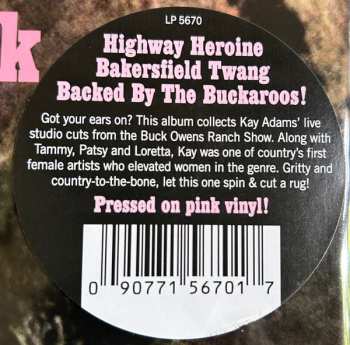 k
LP 5670
Highway Heroine
Bakersfield Twang
Backed By The Buckaroos!
Got your ears on? This album collects Kay Adams' live
studio cuts from the Buck Owens Ranch Show. Along with
Tammy, Patsy and Loretta, Kay was one of country's first
female artists who elevated women in the genre. Gritty and
country-to-the-bone, let this one spin & cut a rug!
Pressed on pink vinyl!
0 90771 56701 7